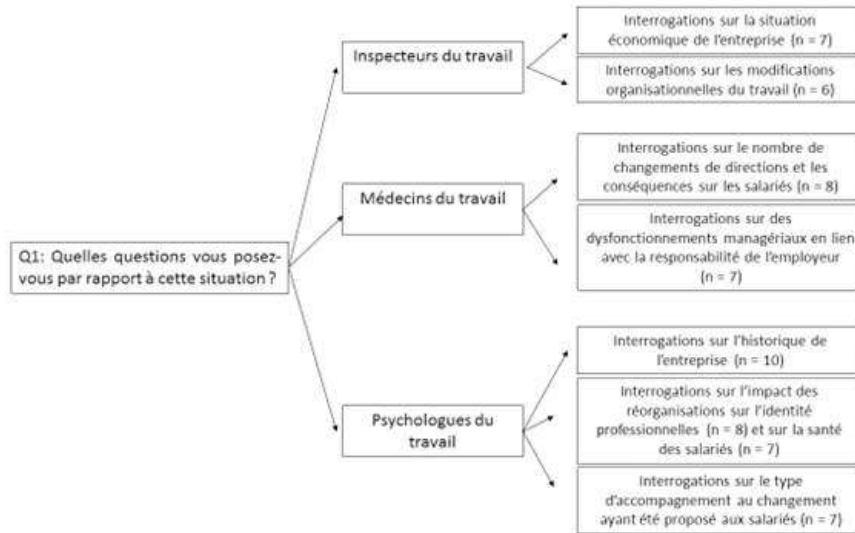 Q1: Quelles questions vous posez-
vous par rapport à cette situation ?
Inspecteurs du travail
Interrogations sur la situation
économique de l'entreprise (n = 7)
Interrogations sur les modifications
organisationnelles du travail (n = 6)
Médecins du travail
Interrogations sur le nombre de
changements de directions et les
conséquences sur les salariés (n = 8)
Interrogations sur des
dysfonctionnements managériaux en lien
avec la responsabilité de l'employeur
(n = 7)
Psychologues du
travail
Interrogations sur l'historique de
l'entreprise (n = 10)
Interrogations sur l'impact des
réorganisations sur l'identité
professionnelles (n = 8) et sur la santé
des salariés (n = 7)
Interrogations sur le type
d'accompagnement au changement
ayant été proposé aux salariés (n = 7)